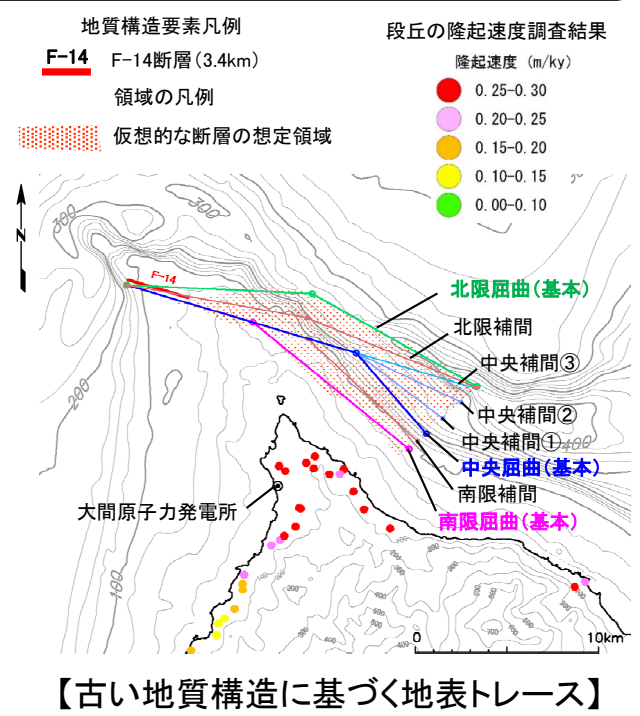 地質構造要素凡例
F-14 F-14断層(3.4km)
領域の凡例
仮想的な断層の想定領域
段丘の隆起速度調査結果
隆起速度 (m/ky)
0.25-0.30
0.20-0.25
0.15-0.20
0.10-0.15
0.00-0.10
N
300
300
F-14
200
100
400
北限屈曲(基本)
北限補間
中央補間③
中央補間②
中央補間①
中央屈曲(基本)
南限補間
南限屈曲(基本)
大間原子力発電所
0 10km
【古い地質構造に基づく地表トレース】